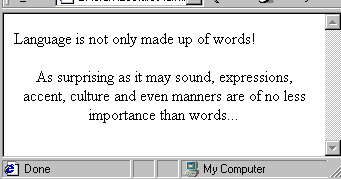 Language is not only made up of words!
As surprising as it may sound, expressions,
accent, culture and even manners are of no less
importance than words...
Done
My Computer